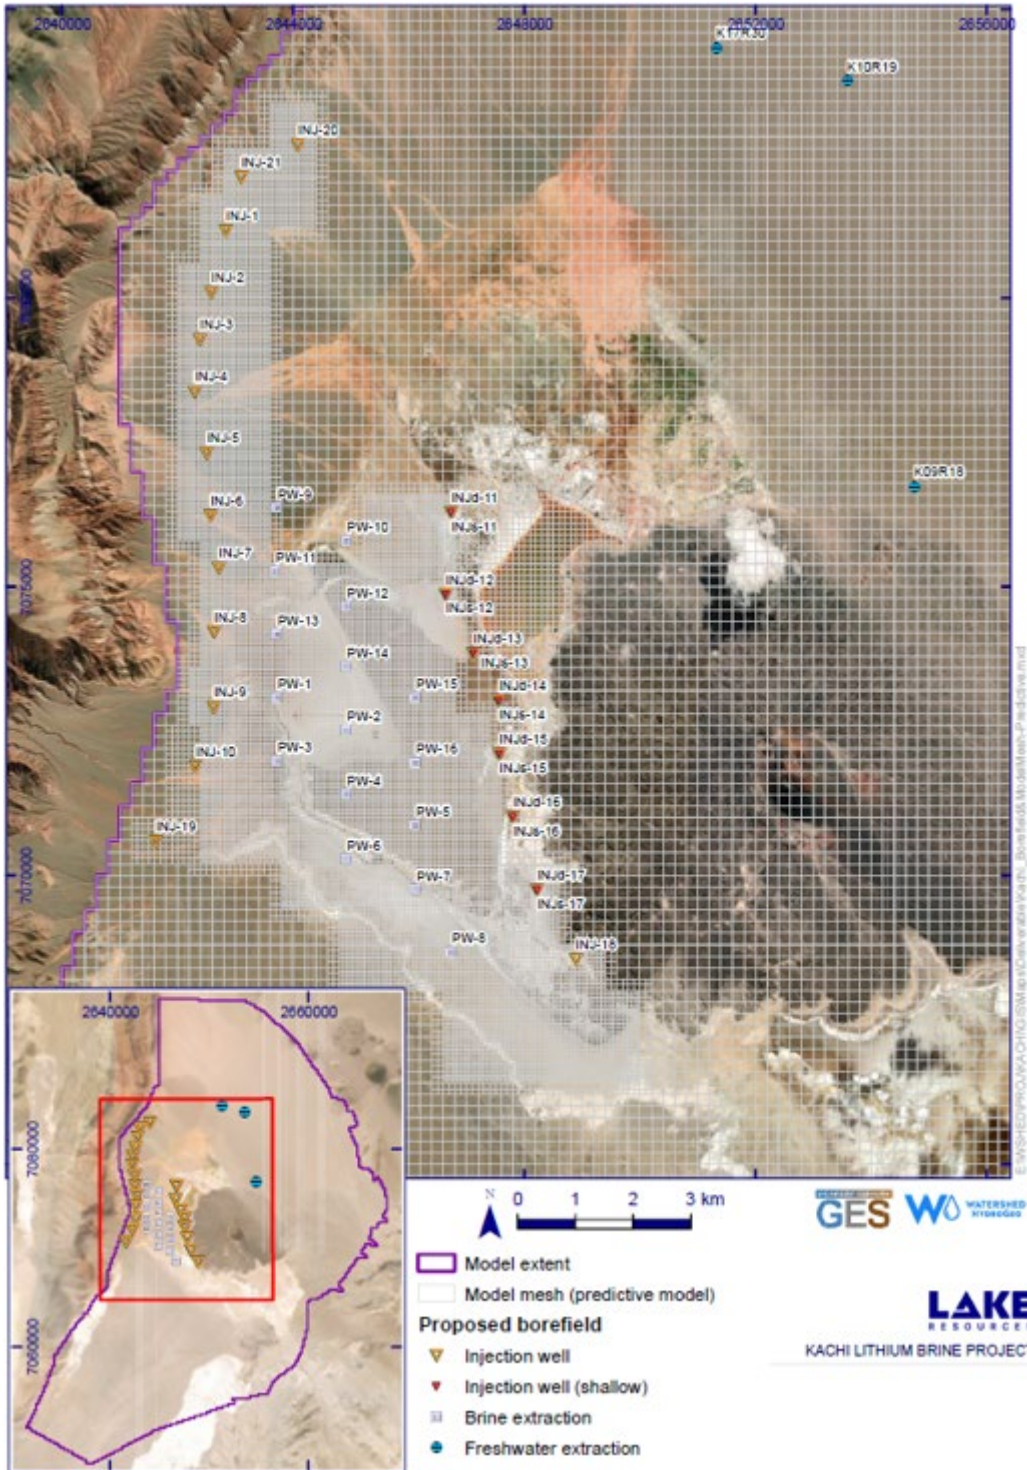 2640000 2644000 2648000 2652000 2656000
K17R30
K10R19
INJ-20
INJ-21
INJ-1
INJ-2
INJ-3
INJ-4
INJ-5
K09R18
INJ-6
PW-9
INJd-11
INJs-11
PW-10
INJ-7
PW-11
7075000
INJd-12
PW-12
INJs-12
INJ-8
PW-13
INJd-13
PW-14
INJs-13
INJ-9
PW-1
PW-15
INJd-14
INJs-14
PW-2
INJ-10
PW-3
PW-16
INJd-15
INJs-15
PW-4
INJd-16
PW-5
INJs-16
INJ-19
PW-6
7070000
PW-7
INJd-17
INJs-17
PW-8
INJ-18
2640000 2660000
7080000
7060000
N
0 1 2 3 km
GES
WATERSHED
HYDROGEO
Model extent
Model mesh (predictive model)
Proposed borefield
Injection well
Injection well (shallow)
Brine extraction
Freshwater extraction
LAKE
KACHI LITHIUM BRINE PROJECT